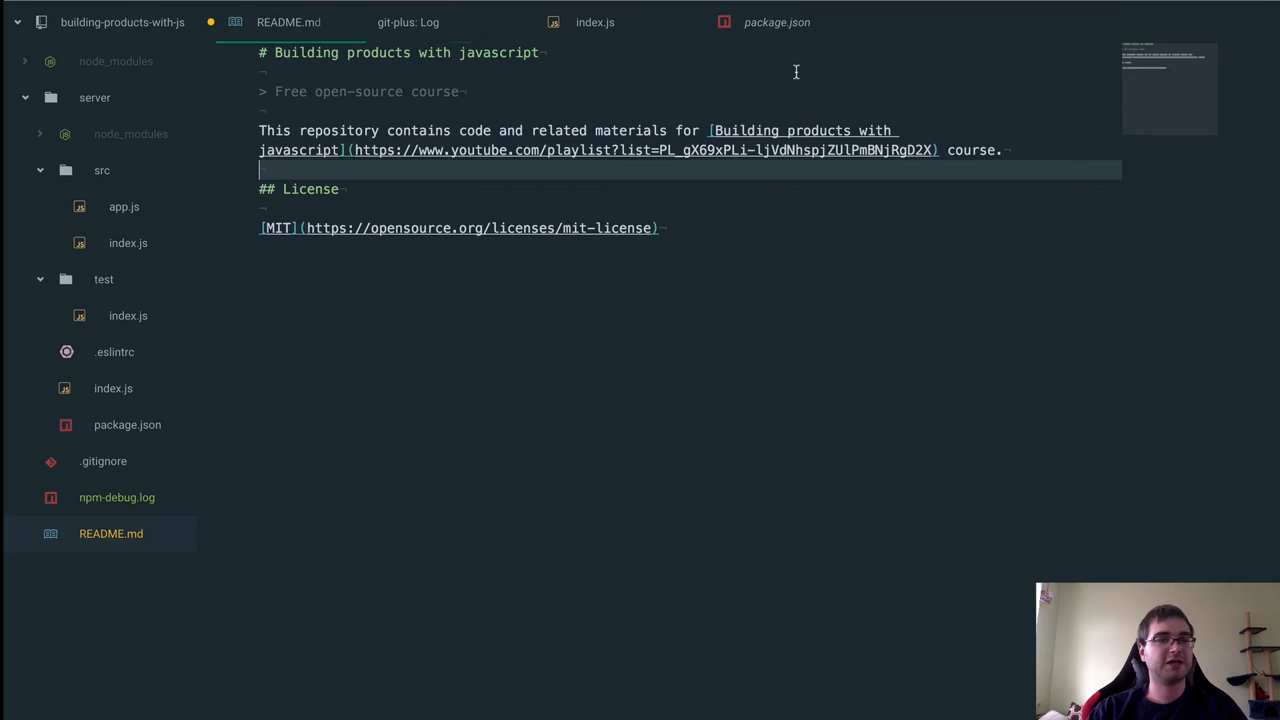 building-products-with-js
README.md
git-plus: Log
index.js
package.json
node_modules
server
node_modules
src
app.js
index.js
test
index.js
.eslintrc
index.js
package.json
.gitignore
npm-debug.log
README.md
# Building products with javascript¬
¬
> Free open-source course¬
¬
This repository contains code and related materials for [Building products with
javascript](https://www.youtube.com/playlist?list=PL_gX69xPLi-ljVdNhspjZUlPmBNjRgD2X) course.¬
¬
## License¬
¬
[MIT](https://opensource.org/licenses/mit-license)¬